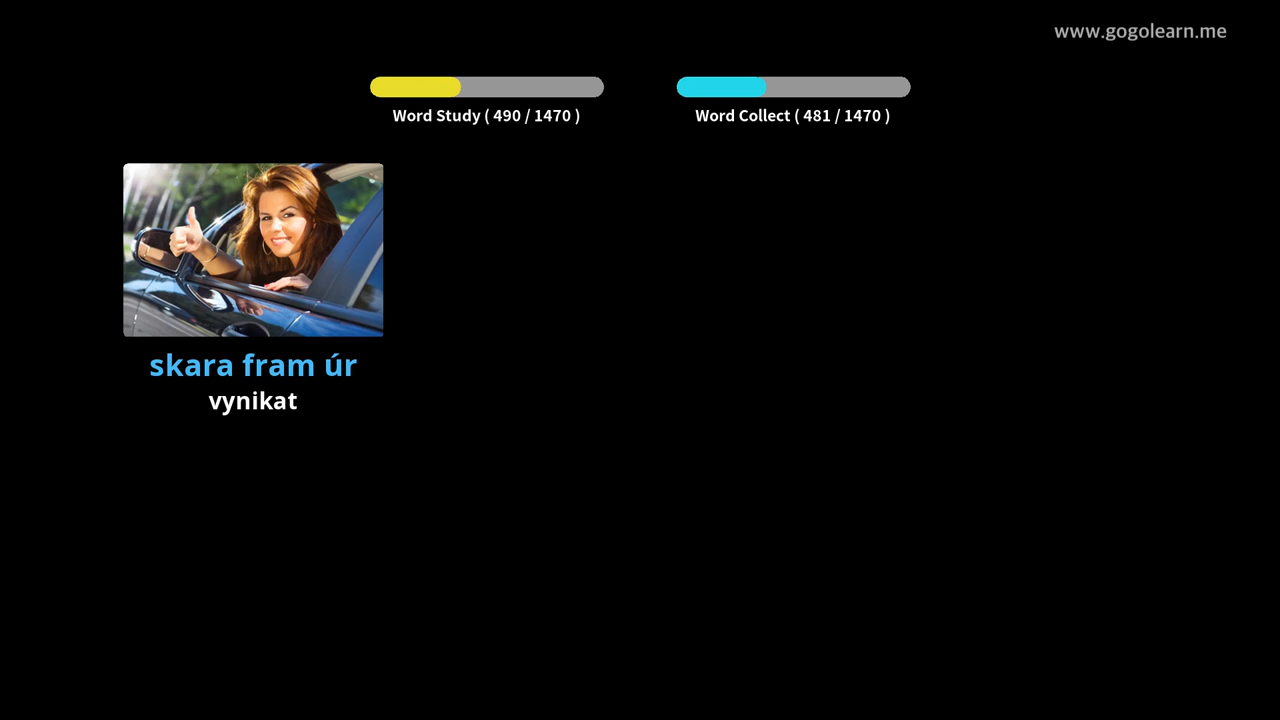 www.gogolearn.me
Word Study ( 490 / 1470 )
Word Collect ( 481 / 1470 )
skara fram úr
vynikat